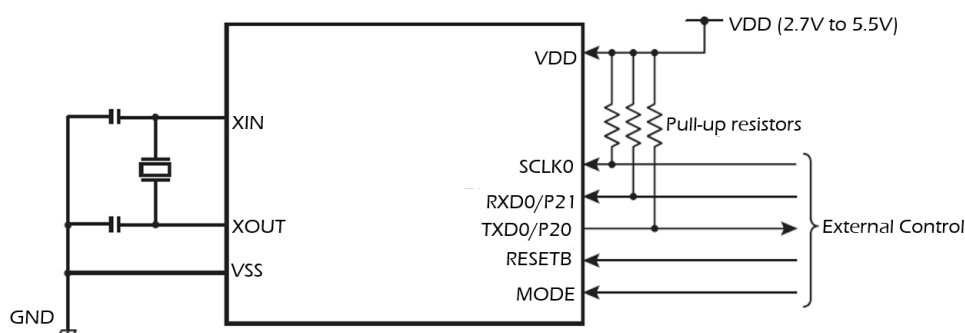 VDD (2.7V to 5.5V)
VDD
XIN
Pull-up resistors
SCLK0
RXD0/P21
XOUT
TXD0/P20
External Control
RESETB
VSS
MODE
GND